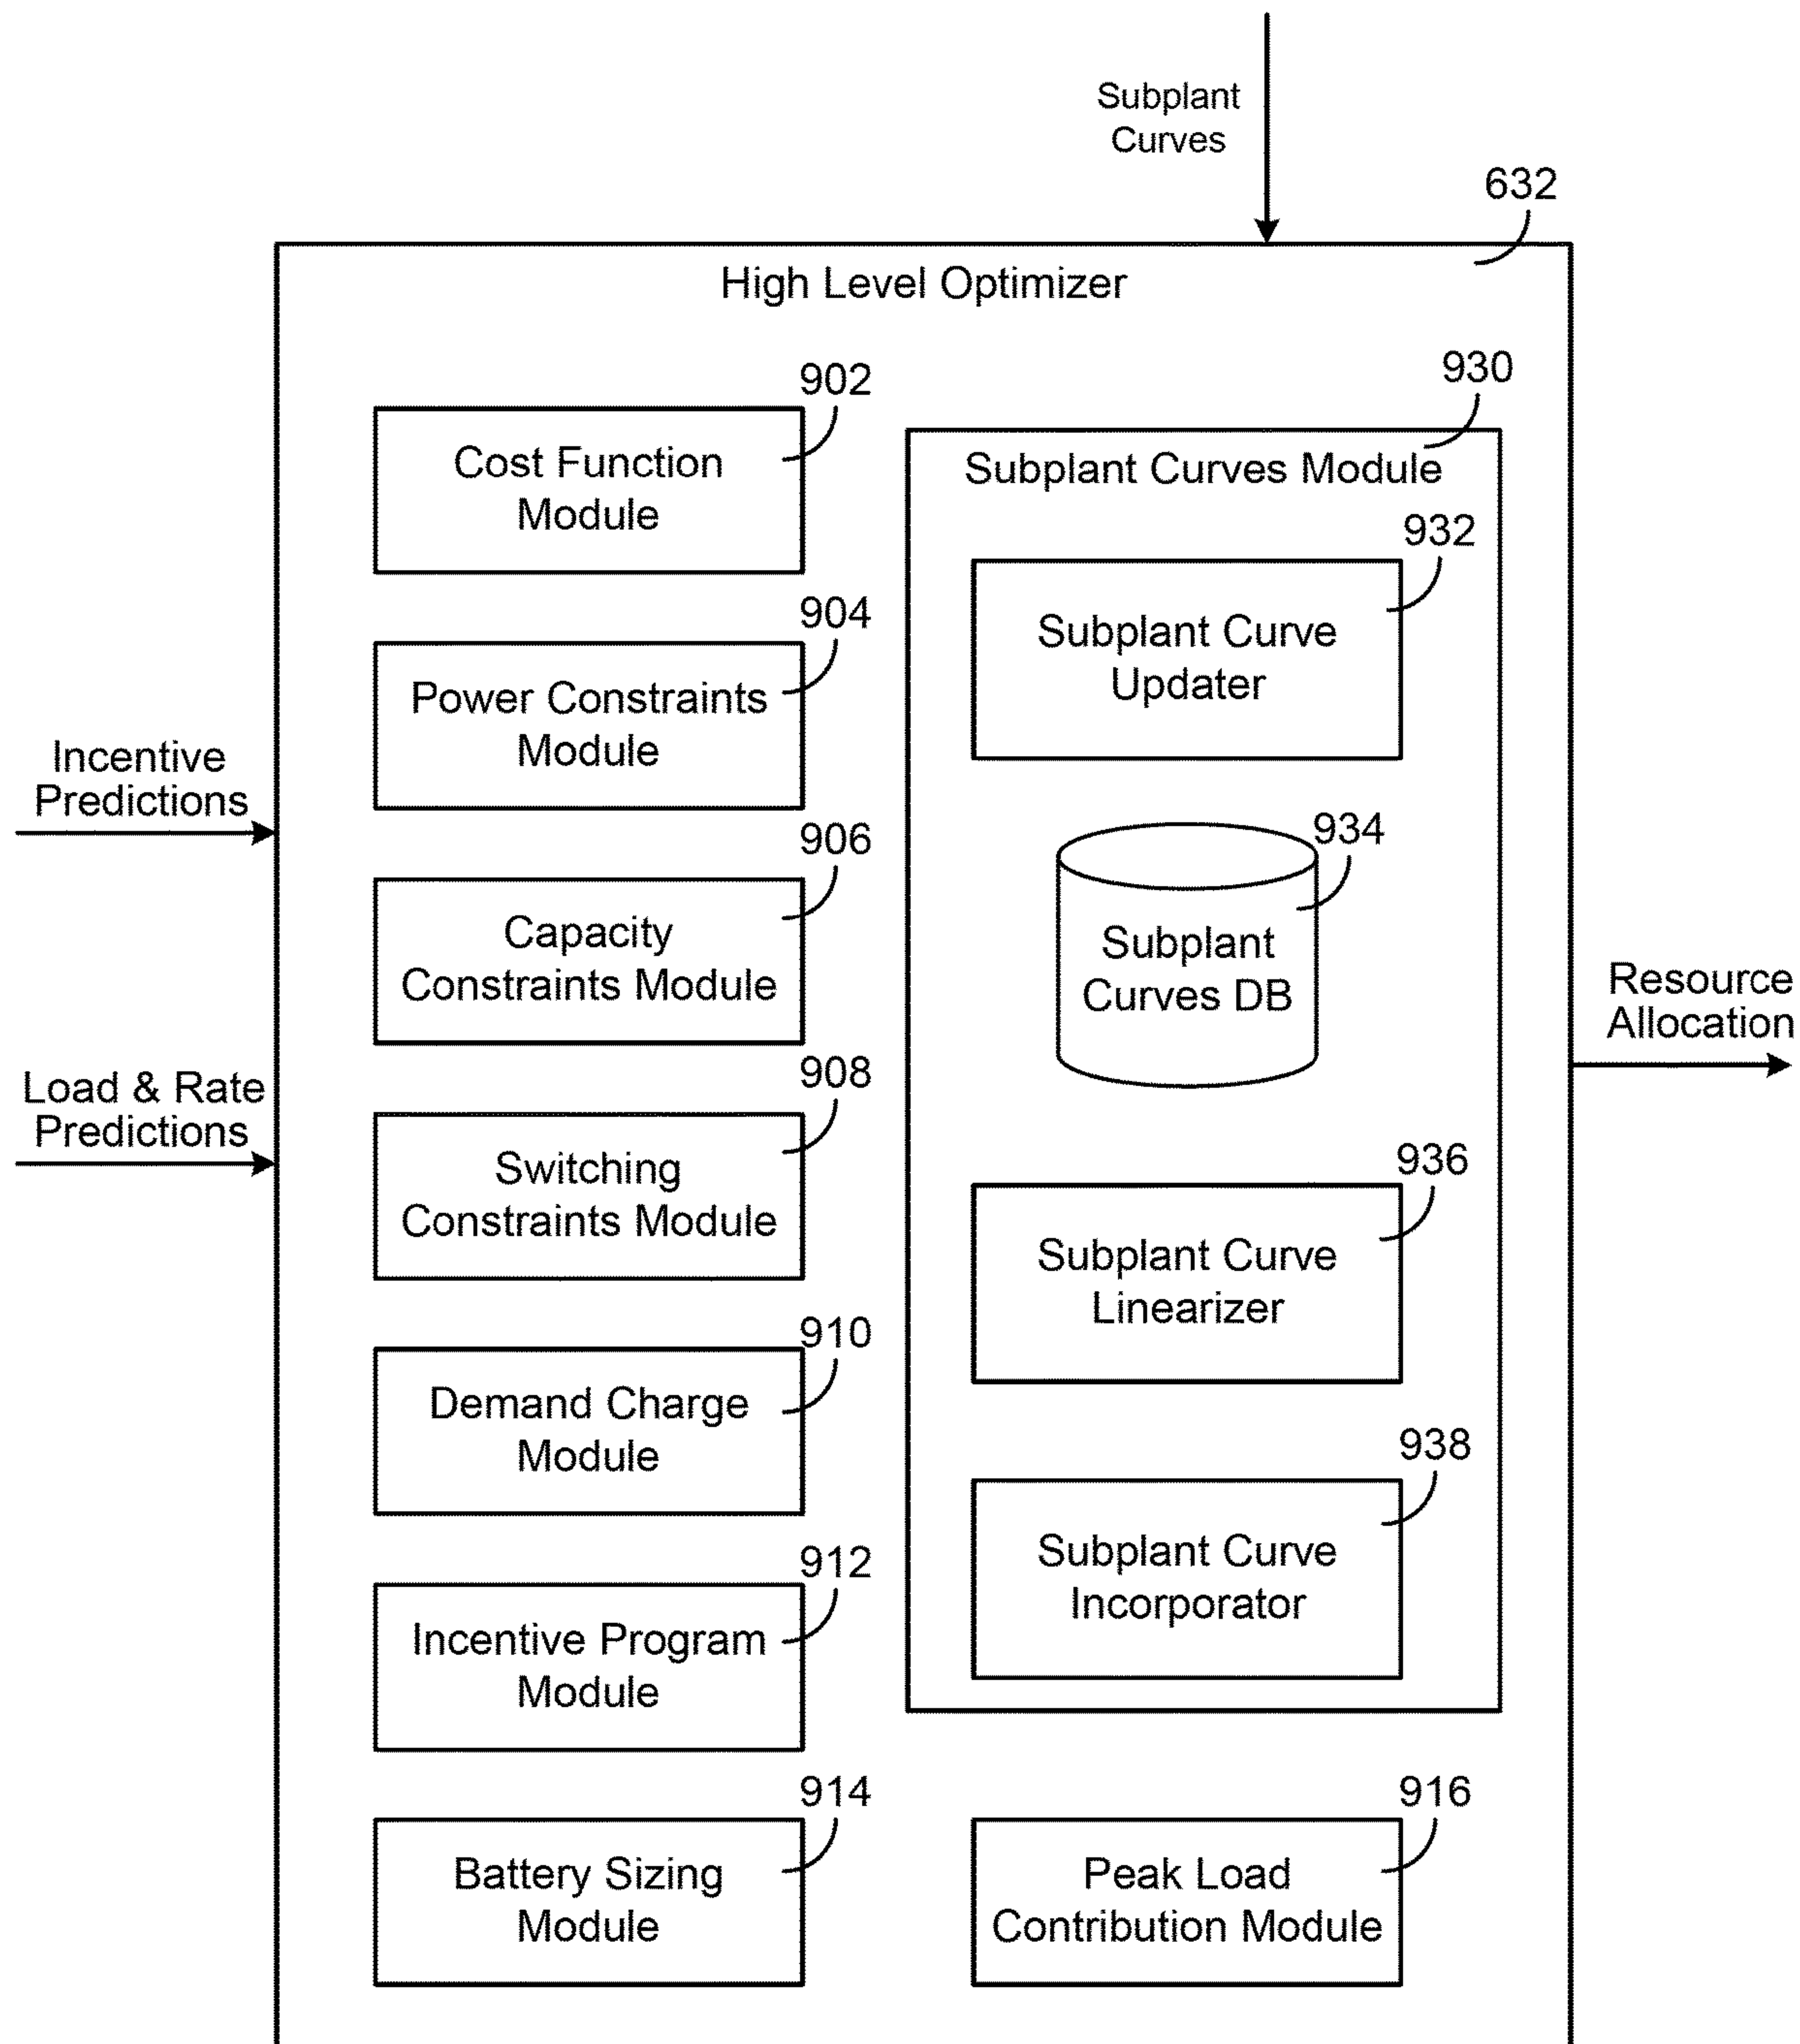 Subplant
Curves
632
High Level Optimizer
902
Cost Function
Module
904
Power Constraints
Module
906
Capacity
Constraints Module
908
Switching
Constraints Module
910
Demand Charge
Module
912
Incentive Program
Module
914
Battery Sizing
Module
930
Subplant Curves Module
932
Subplant Curve
Updater
934
Subplant
Curves DB
936
Subplant Curve
Linearizer
938
Subplant Curve
Incorporator
916
Peak Load
Contribution Module
Incentive
Predictions
Load & Rate
Predictions
Resource
Allocation